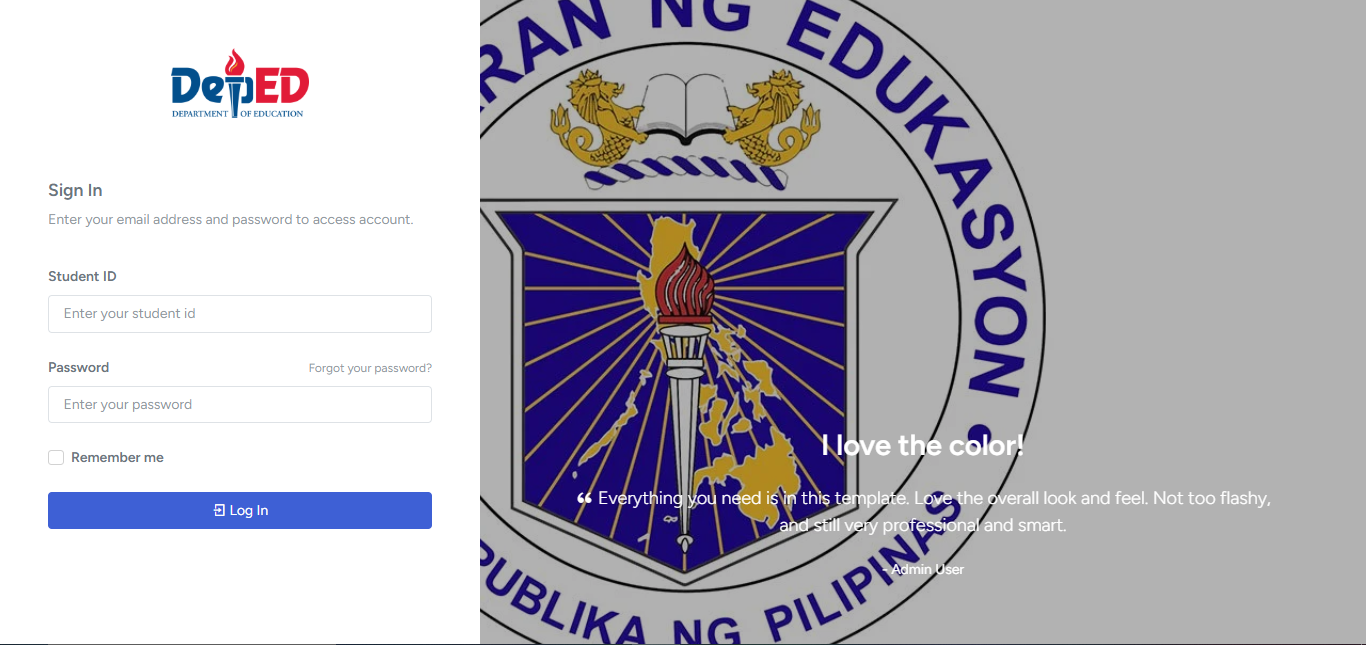 DepED
DEPARTMENT OF EDUCATION
Sign In
Enter your email address and password to access account.
Student ID
Enter your student id
Password
Forgot your password?
Enter your password
Remember me
Log In
RAN NG EDUKASYON
PUBLIKA NG PILIPINAS
I love the color!
“ Everything you need is in this template. Love the overall look and feel. Not too flashy,
and still very professional and smart.
- Admin User